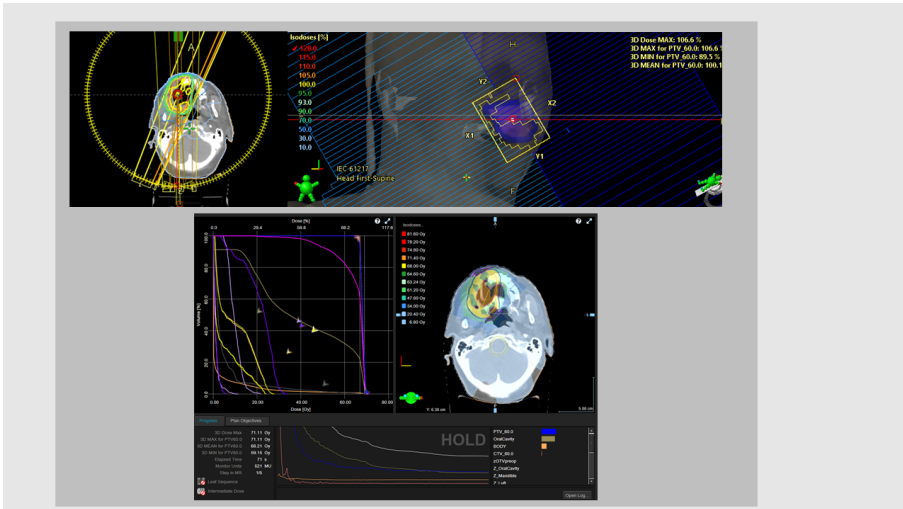 Isodoses [%]
120.0
115.0
110.0
105.0
100.0
95.0
93.0
90.0
70.0
50.0
30.0
10.0
A
H
Y2
X2
X1
Y1
F
IEC 61217
Head First-Supine
3D Dose MAX: 106.6 %
3D MAX for PTV_60.0: 106.6
3D MIN for PTV_60.0: 89.5 %
3D MEAN for PTV_60.0: 100.1
Dose [%]
0.0 29.4 58.8 88.2 117.6
Volume [%]
100.0
80.0
60.0
40.0
20.0
0.0
0.00 20.00 40.00 60.00 80.00
Dose [Gy]
Isodoses
81.60 Gy
78.20 Gy
74.80 Gy
71.40 Gy
68.00 Gy
64.60 Gy
63.24 Gy
61.20 Gy
47.60 Gy
34.00 Gy
20.40 Gy
6.80 Gy
Y: 6.38 cm
5.00 cm
Progress Plan Objectives
3D Dose Max 71.11 Gy
3D MAX for PTV60.0 71.11 Gy
3D MEAN for PTV60.0 68.21 Gy
3D MIN for PTV60.0 59.15 Gy
Elapsed Time 71 s
Monitor Units 821 MU
Step in MR 1/5
Leaf Sequence
Intermediate Dose
HOLD
PTV_60.0
OralCavity
BODY
CTV_60.0
zOTVpreop
Z_OralCavity
Z_Mandible
Open Log...